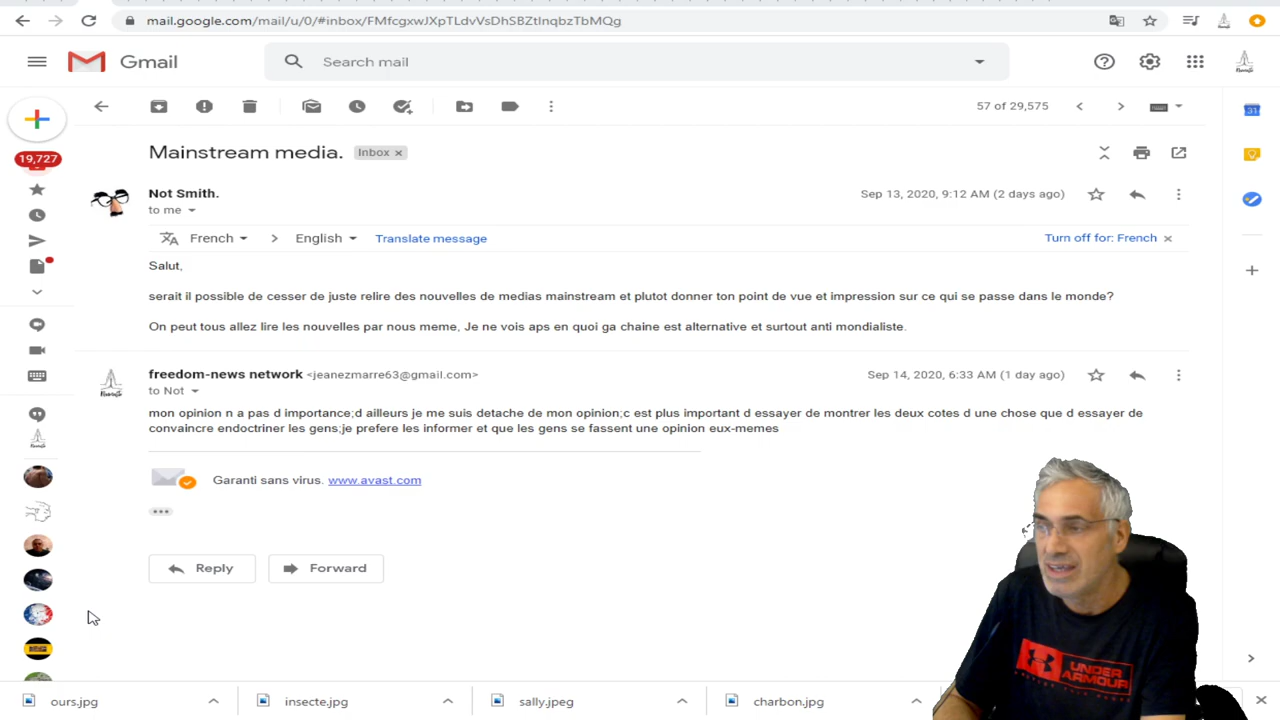 mail.google.com/mail/u/0/#inbox/FMfcgxwJXpTLdvVsDhSBZtInqbzTbMQg
Gmail
Search mail
57 of 29,575
19,727
Mainstream media.
Inbox ×
31
Not Smith.
Sep 13, 2020, 9:12 AM (2 days ago)
to me
French > English Translate message
Turn off for: French ×
Salut,
serait il possible de cesser de juste relire des nouvelles de medias mainstream et plutot donner ton point de vue et impression sur ce qui se passe dans le monde?
On peut tous allez lire les nouvelles par nous meme, Je ne vois aps en quoi ga chaine est alternative et surtout anti mondialiste.
freedom-news network <jeanezmarre63@gmail.com>
Sep 14, 2020, 6:33 AM (1 day ago)
to Not
mon opinion n a pas d importance;d ailleurs je me suis detache de mon opinion;c est plus important d essayer de montrer les deux cotes d une chose que d essayer de
convaincre endoctriner les gens;je prefere les informer et que les gens se fassent une opinion eux-memes
Garanti sans virus. www.avast.com
Reply
Forward
UNDER
ARMOUR
ours.jpg
insecte.jpg
sally.jpeg
charbon.jpg